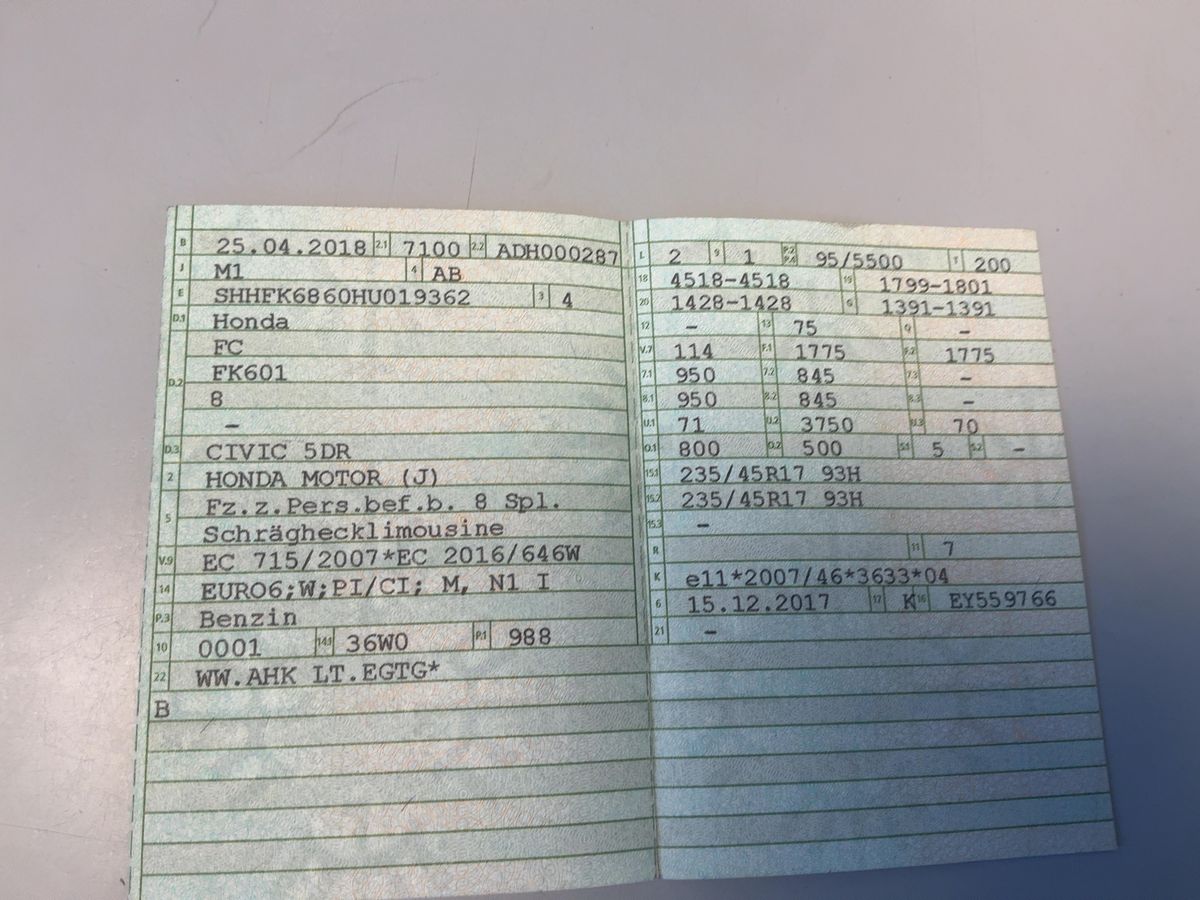 B 25.04.2018 2.1 7100 2.2 ADH000287
J M1 4 AB
E SHHFK6860HU019362 3 4
D.1 Honda
FC
D.2 FK601
8
–
D.3 CIVIC 5DR
2 HONDA MOTOR (J)
Fz.z.Pers.bef.b. 8 Spl.
5 Schräghecklimousine
V.9 EC 715/2007*EC 2016/646W
14 EURO6;W;PI/CI; M, N1 I
P.3 Benzin
10 0001 14.1 36W0 P.1 988
22 WW.AHK LT.EGTG*
B
L 2 9 1 P.2 P.4 95/5500 T 200
18 4518-4518 19 1799-1801
20 1428-1428 G 1391-1391
12 – 13 75 Q –
V.7 114 F.1 1775 F.2 1775
7.1 950 7.2 845 7.3 –
8.1 950 8.2 845 8.3 –
U.1 71 U.2 3750 U.3 70
O.1 800 O.2 500 S.1 5 S.2 –
15.1 235/45R17 93H
15.2 235/45R17 93H
15.3 –
R 11 7
K e11*2007/46*3633*04
6 15.12.2017 17 K 16 EY559766
21 –